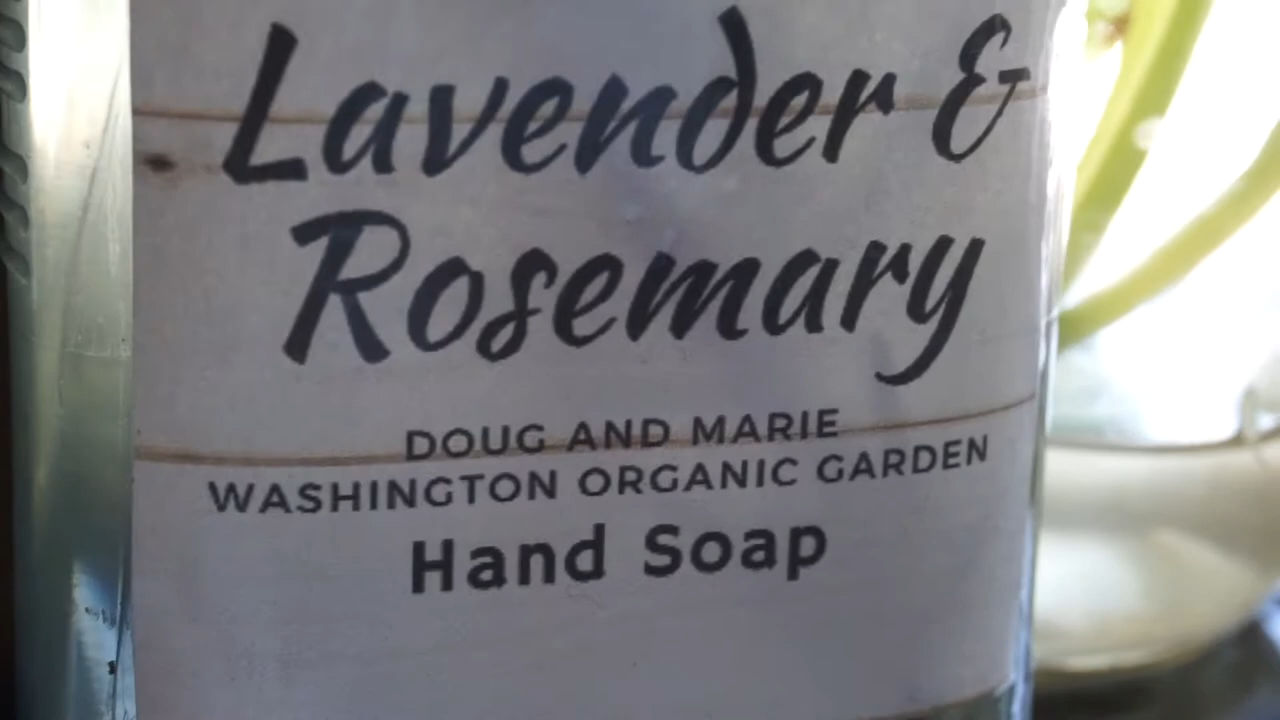 Lavender &
Rosemary
DOUG AND MARIE
WASHINGTON ORGANIC GARDEN
Hand Soap